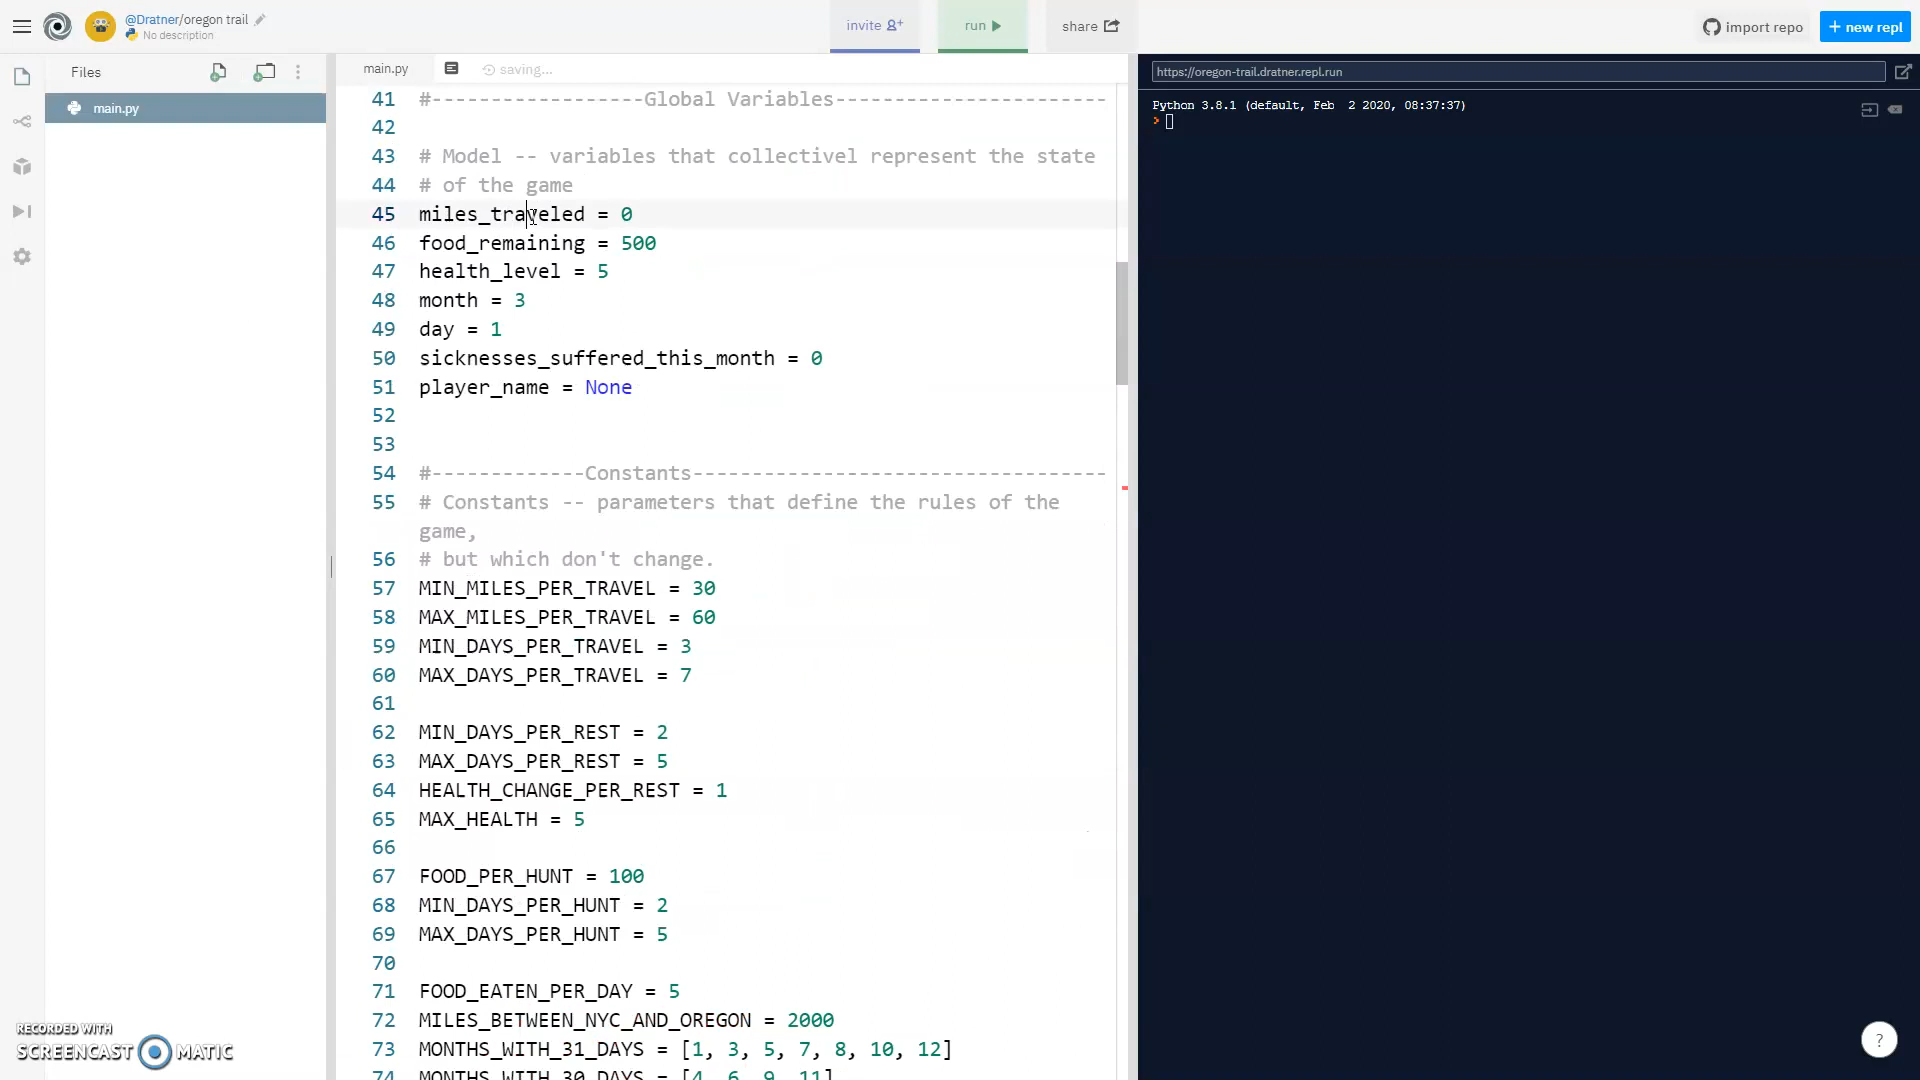 @Dratner/oregon trail
No description
invite
run
share
import repo
+ new repl
Files
main.py
main.py
saving...
https://oregon-trail.dratner.repl.run
Python 3.8.1 (default, Feb  2 2020, 08:37:37)
>
41 #------------------Global Variables-----------------------
42
43 # Model -- variables that collectivel represent the state
44 # of the game
45 miles_traveled = 0
46 food_remaining = 500
47 health_level = 5
48 month = 3
49 day = 1
50 sicknesses_suffered_this_month = 0
51 player_name = None
52
53
54 #-------------Constants-----------------------------------
55 # Constants -- parameters that define the rules of the
game,
56 # but which don't change.
57 MIN_MILES_PER_TRAVEL = 30
58 MAX_MILES_PER_TRAVEL = 60
59 MIN_DAYS_PER_TRAVEL = 3
60 MAX_DAYS_PER_TRAVEL = 7
61
62 MIN_DAYS_PER_REST = 2
63 MAX_DAYS_PER_REST = 5
64 HEALTH_CHANGE_PER_REST = 1
65 MAX_HEALTH = 5
66
67 FOOD_PER_HUNT = 100
68 MIN_DAYS_PER_HUNT = 2
69 MAX_DAYS_PER_HUNT = 5
70
71 FOOD_EATEN_PER_DAY = 5
72 MILES_BETWEEN_NYC_AND_OREGON = 2000
73 MONTHS_WITH_31_DAYS = [1, 3, 5, 7, 8, 10, 12]
74 MONTHS_WITH_30_DAYS = [4, 6, 9, 11]
RECORDED WITH
SCREENCAST MATIC
?